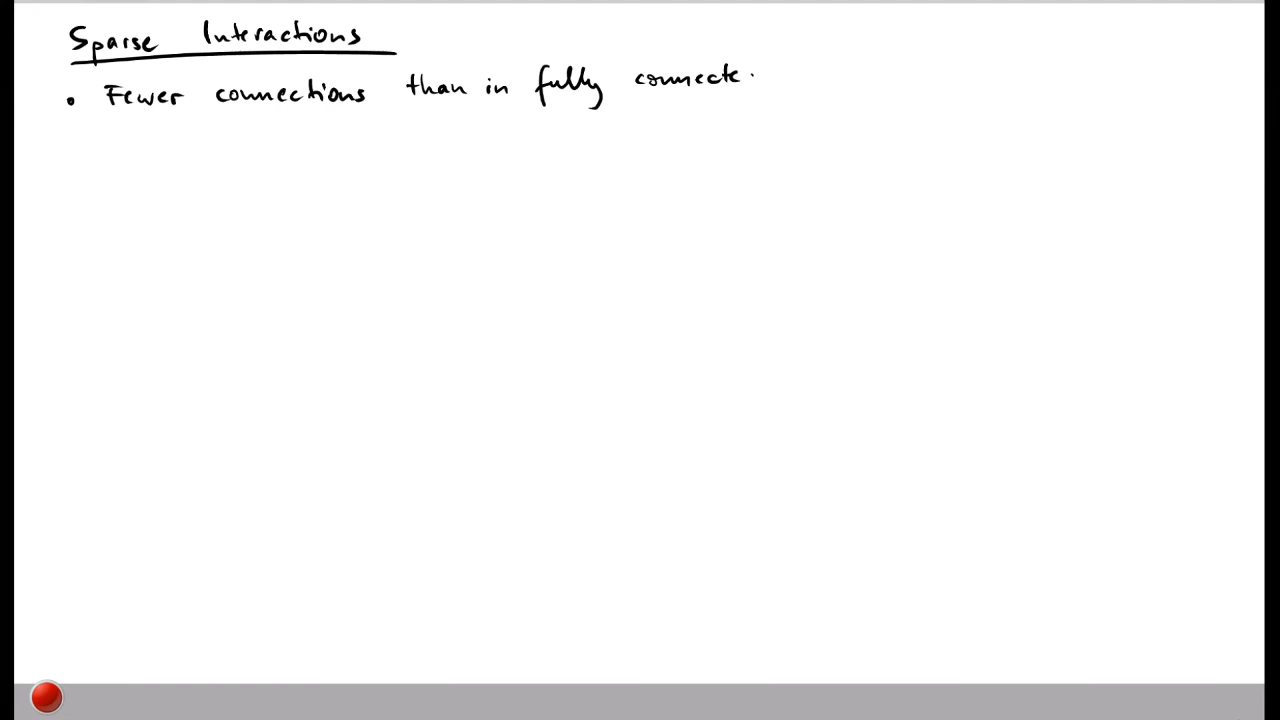 Sparse Interactions
• Fewer connections than in fully connecte